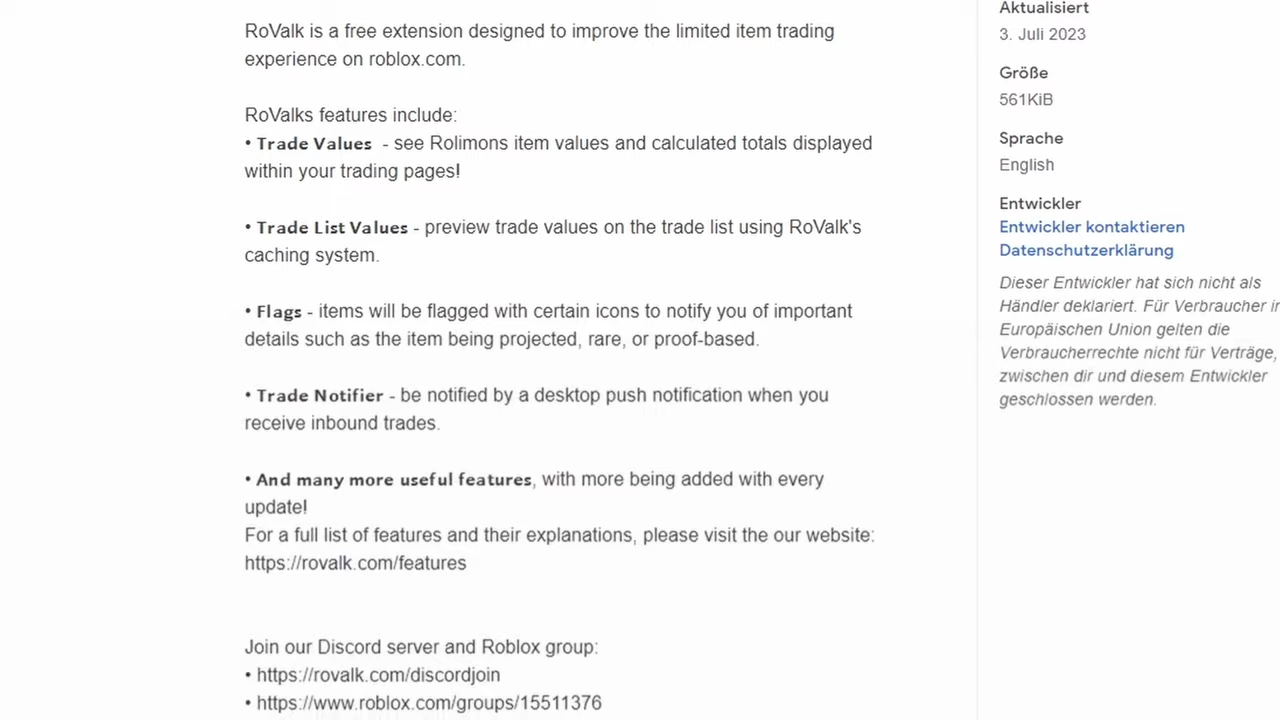 RoValk is a free extension designed to improve the limited item trading
experience on roblox.com.
RoValks features include:
• Trade Values - see Rolimons item values and calculated totals displayed
within your trading pages!
• Trade List Values - preview trade values on the trade list using RoValk's
caching system.
• Flags - items will be flagged with certain icons to notify you of important
details such as the item being projected, rare, or proof-based.
• Trade Notifier - be notified by a desktop push notification when you
receive inbound trades.
• And many more useful features, with more being added with every
update!
For a full list of features and their explanations, please visit the our website:
https://rovalk.com/features
Join our Discord server and Roblox group:
• https://rovalk.com/discordjoin
• https://www.roblox.com/groups/15511376
Aktualisiert
3. Juli 2023
Größe
561KiB
Sprache
English
Entwickler
Entwickler kontaktieren
Datenschutzerklärung
Dieser Entwickler hat sich nicht als
Händler deklariert. Für Verbraucher in
Europäischen Union gelten die
Verbraucherrechte nicht für Verträge,
zwischen dir und diesem Entwickler
geschlossen werden.